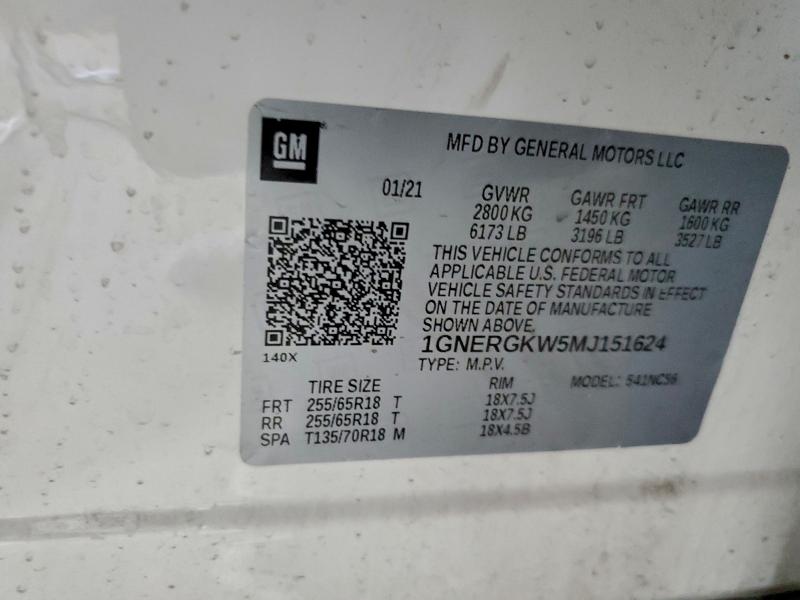 GM
MFD BY GENERAL MOTORS LLC
01/21
GVWR GAWR FRT GAWR RR
2800 KG 1450 KG 1600 KG
6173 LB 3196 LB 3527 LB
THIS VEHICLE CONFORMS TO ALL
APPLICABLE U.S. FEDERAL MOTOR
VEHICLE SAFETY STANDARDS IN EFFECT
ON THE DATE OF MANUFACTURE
SHOWN ABOVE.
1GNERGKW5MJ151624
140X
TYPE: M.P.V. MODEL: 541NC56
TIRE SIZE RIM
FRT 255/65R18 T 18X7.5J
RR 255/65R18 T 18X7.5J
SPA T135/70R18 M 18X4.5B